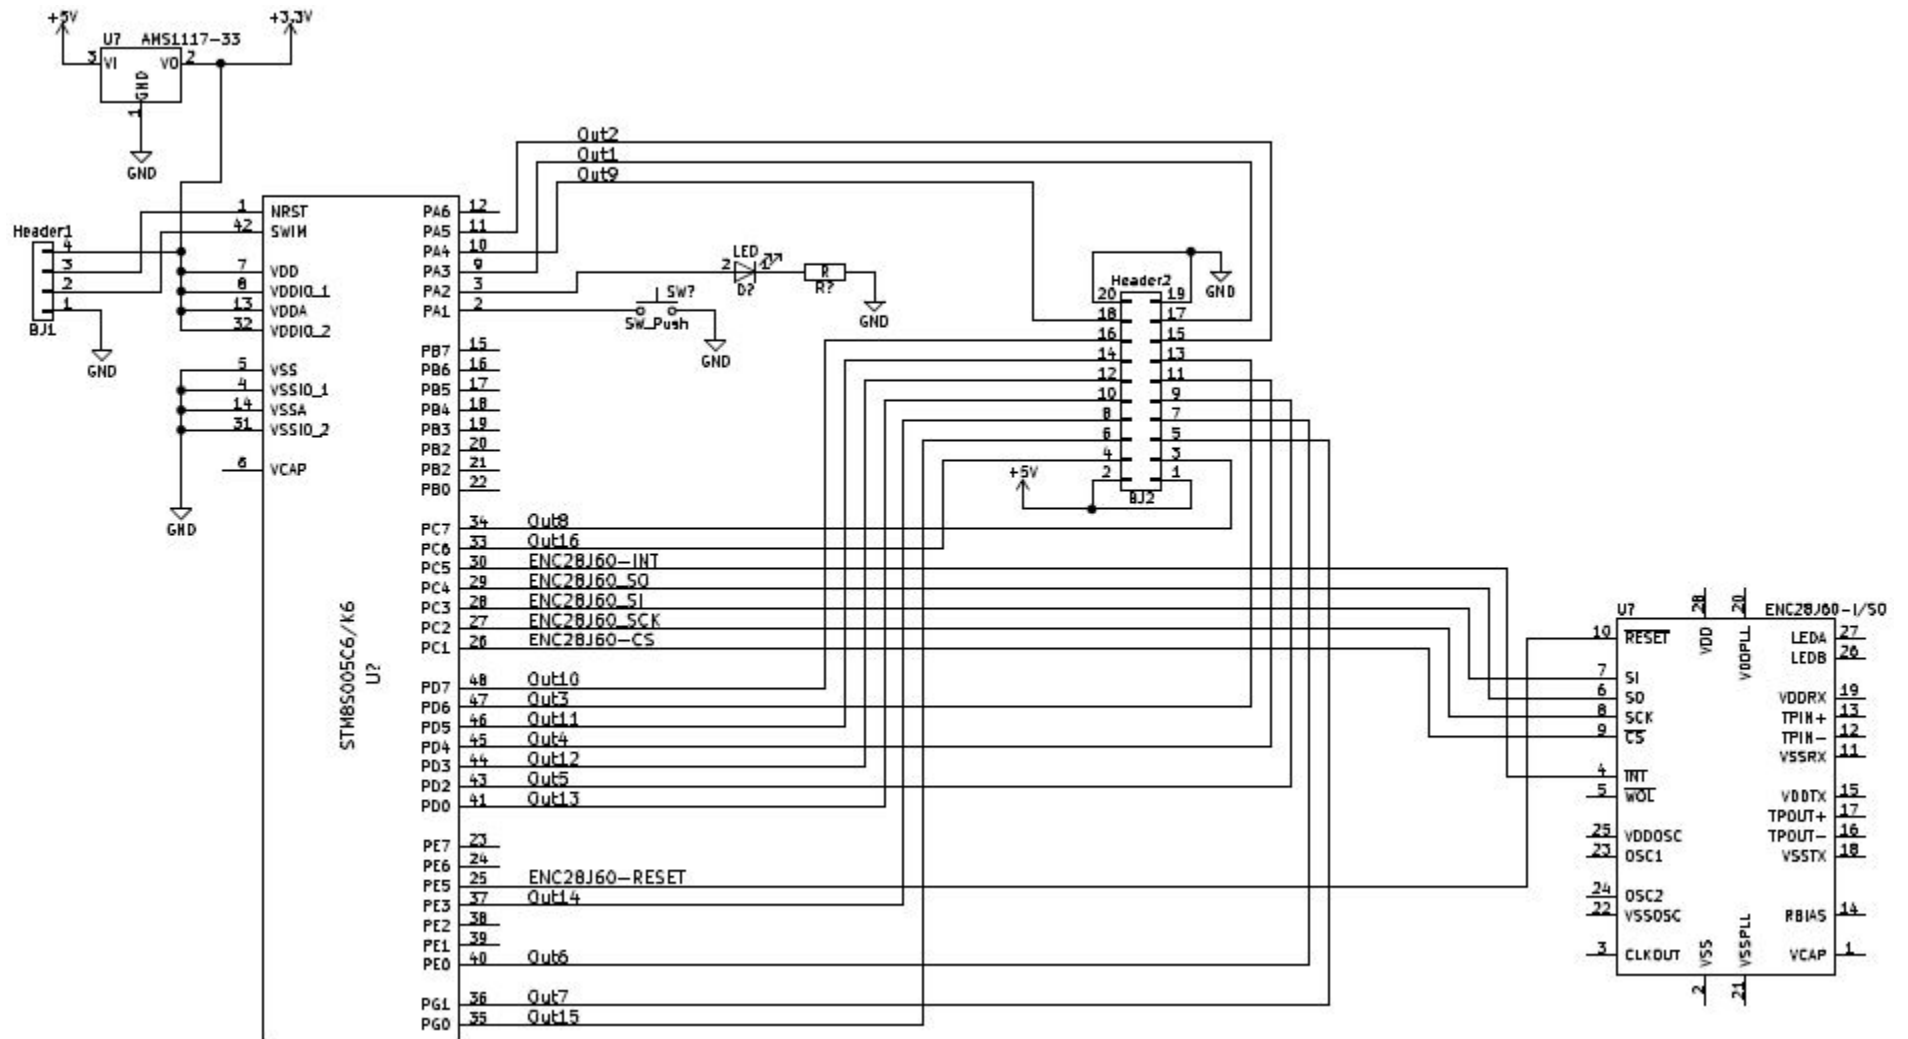 +5V
+3.3V
U? AMS1117-33
3 VI VO 2
GND
1
GND
Out2
Out1
Out9
Header1
4
3
2
1
BJ1
GND
1 NRST
42 SWIM
7 VDD
8 VDDIO_1
13 VDDA
32 VDDIO_2
5 VSS
4 VSSIO_1
14 VSSA
31 VSSIO_2
6 VCAP
GND
STM8S005C6/K6
U?
PA6 12
PA5 11
PA4 10
PA3 9
PA2 3
PA1 2
PB7 15
PB6 16
PB5 17
PB4 18
PB3 19
PB2 20
PB2 21
PB0 22
PC7 34 Out8
PC6 33 Out16
PC5 30 ENC28J60-INT
PC4 29 ENC28J60_SO
PC3 28 ENC28J60_SI
PC2 27 ENC28J60_SCK
PC1 26 ENC28J60-CS
PD7 48 Out10
PD6 47 Out3
PD5 46 Out11
PD4 45 Out4
PD3 44 Out12
PD2 43 Out5
PD0 41 Out13
PE7 23
PE6 24
PE5 25 ENC28J60-RESET
PE3 37 Out14
PE2 38
PE1 39
PE0 40 Out6
PG1 36 Out7
PG0 35 Out15
LED
2 1
D?
R
R?
GND
SW?
SW_Push
GND
GND
Header2
20 19
18 17
16 15
14 13
12 11
10 9
8 7
6 5
4 3
2 1
BJ2
+5V
U?
ENC28J60-I/SO
28 VDD
20 VDDPLL
10 RESET
7 SI
6 SO
8 SCK
9 CS
4 INT
5 WOL
25 VDDOSC
23 OSC1
24 OSC2
22 VSSOSC
3 CLKOUT
VSS 2
VSSPLL 21
LEDA 27
LEDB 26
VDDRX 19
TPIN+ 13
TPIN- 12
VSSRX 11
VDDTX 15
TPOUT+ 17
TPOUT- 16
VSSTX 18
RBIAS 14
VCAP 1